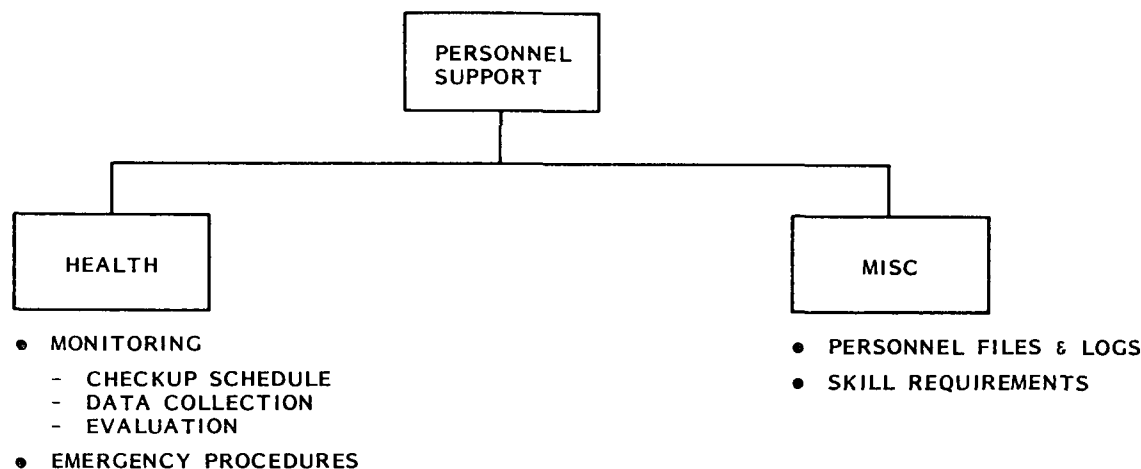 PERSONNEL
SUPPORT
HEALTH
● MONITORING
- CHECKUP SCHEDULE
- DATA COLLECTION
- EVALUATION
● EMERGENCY PROCEDURES
MISC
● PERSONNEL FILES & LOGS
● SKILL REQUIREMENTS